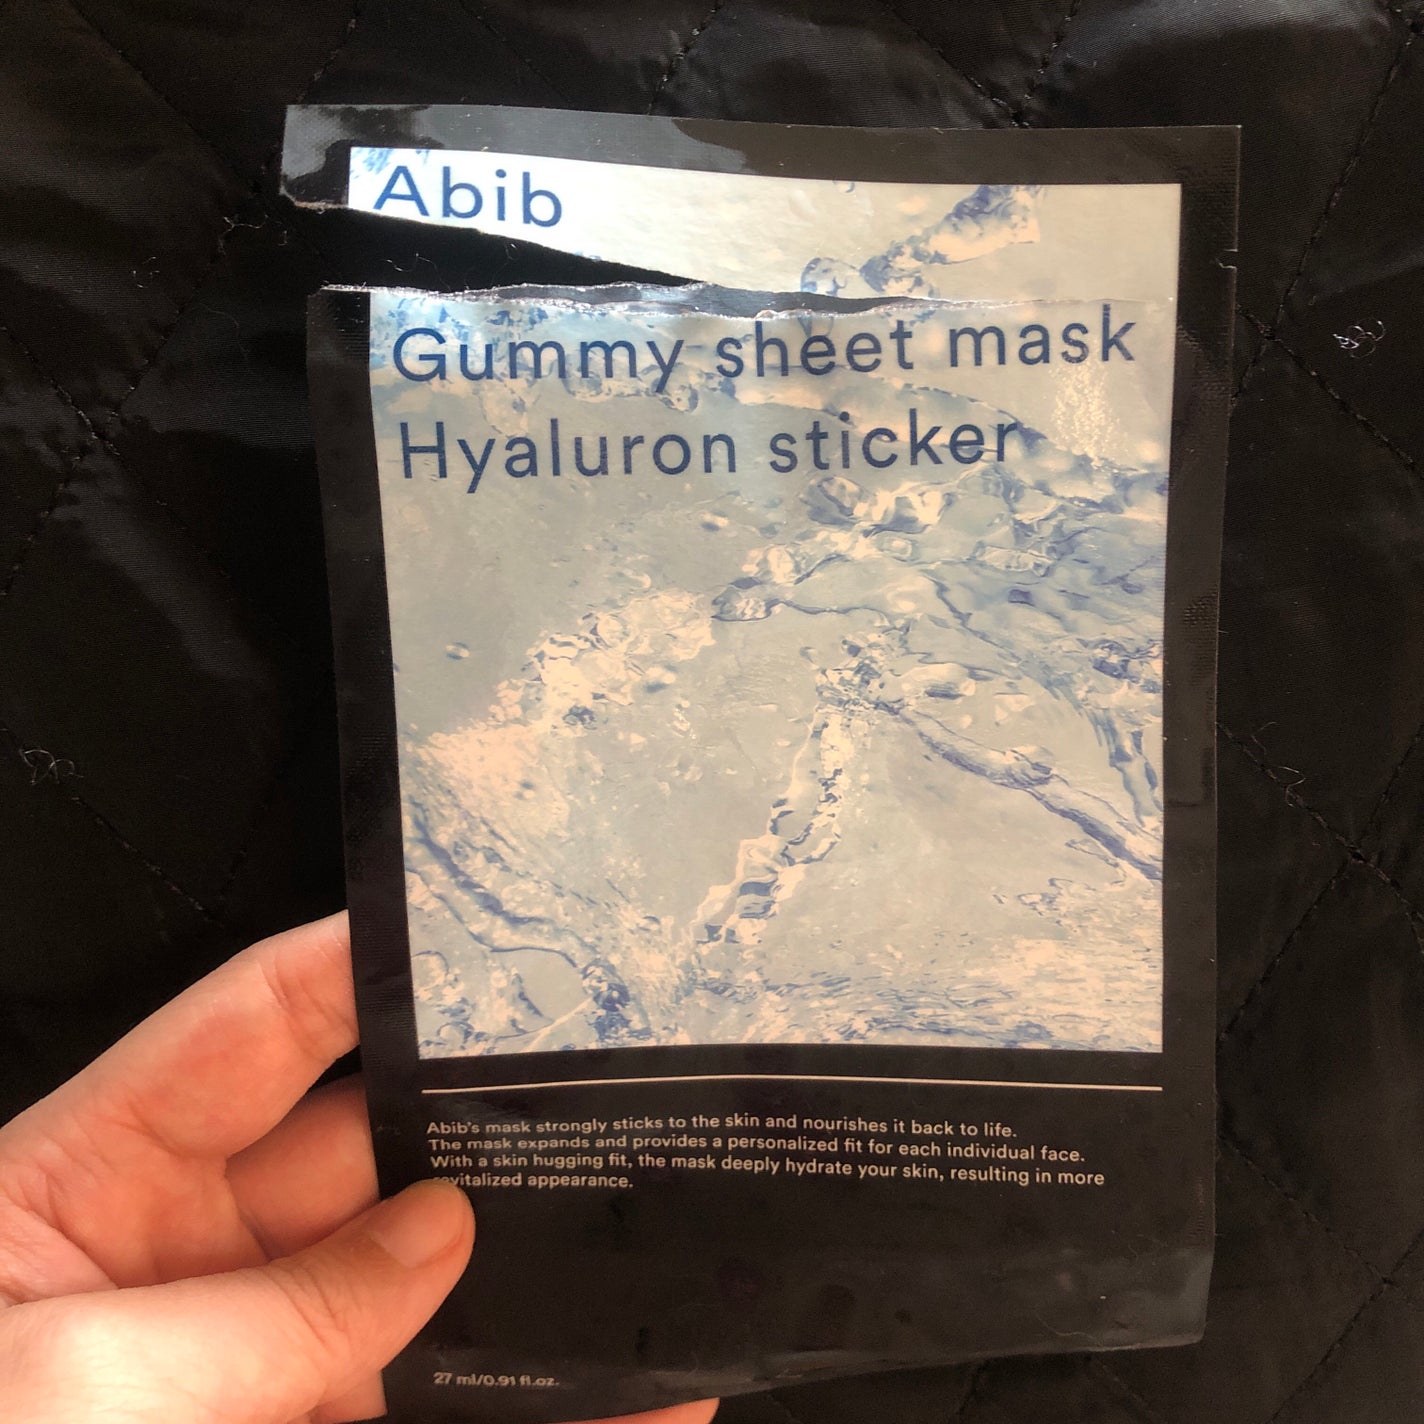 Abib
Gummy sheet mask
Hyaluron sticker
Abib's mask strongly sticks to the skin and nourishes it back to life.
The mask expands and provides a personalized fit for each individual face.
With a skin hugging fit, the mask deeply hydrate your skin, resulting in more
revitalized appearance.
27 ml/0.91 fl.oz.